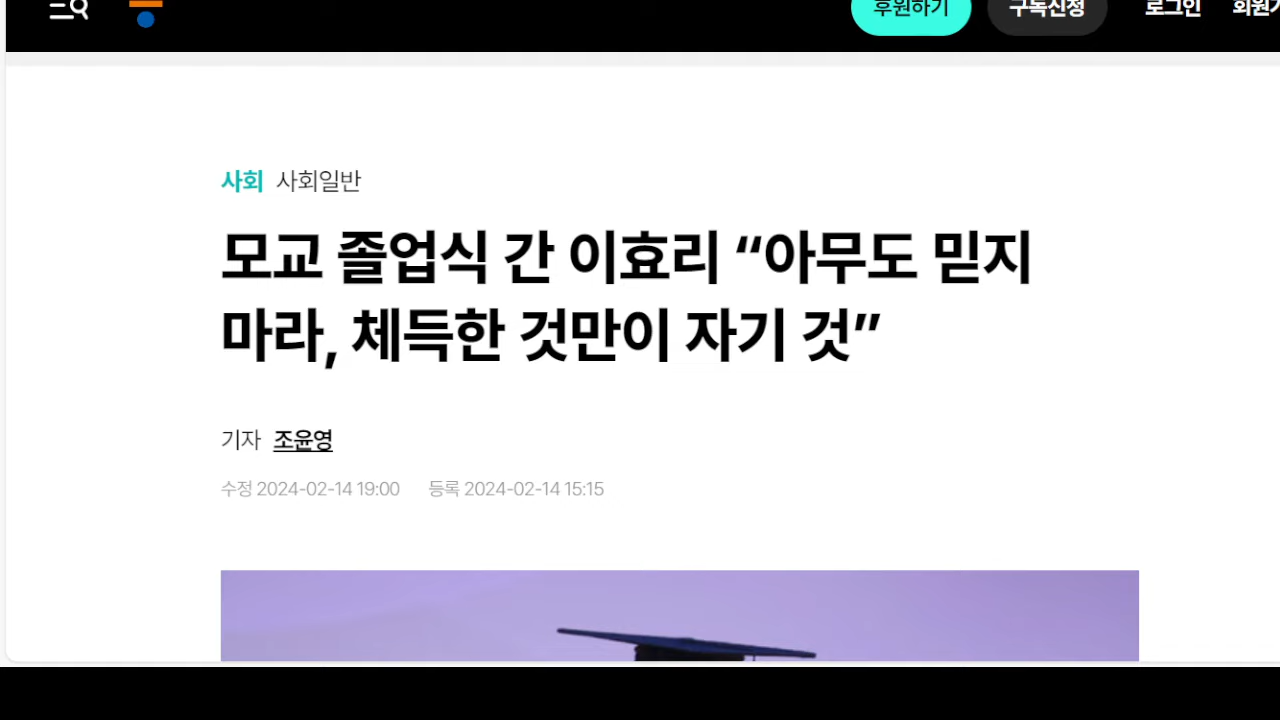 후원하기 구독신청 로그인 회원가
사회 사회일반
모교 졸업식 간 이효리 “아무도 믿지
마라, 체득한 것만이 자기 것”
기자 조윤영
수정 2024-02-14 19:00 등록 2024-02-14 15:15